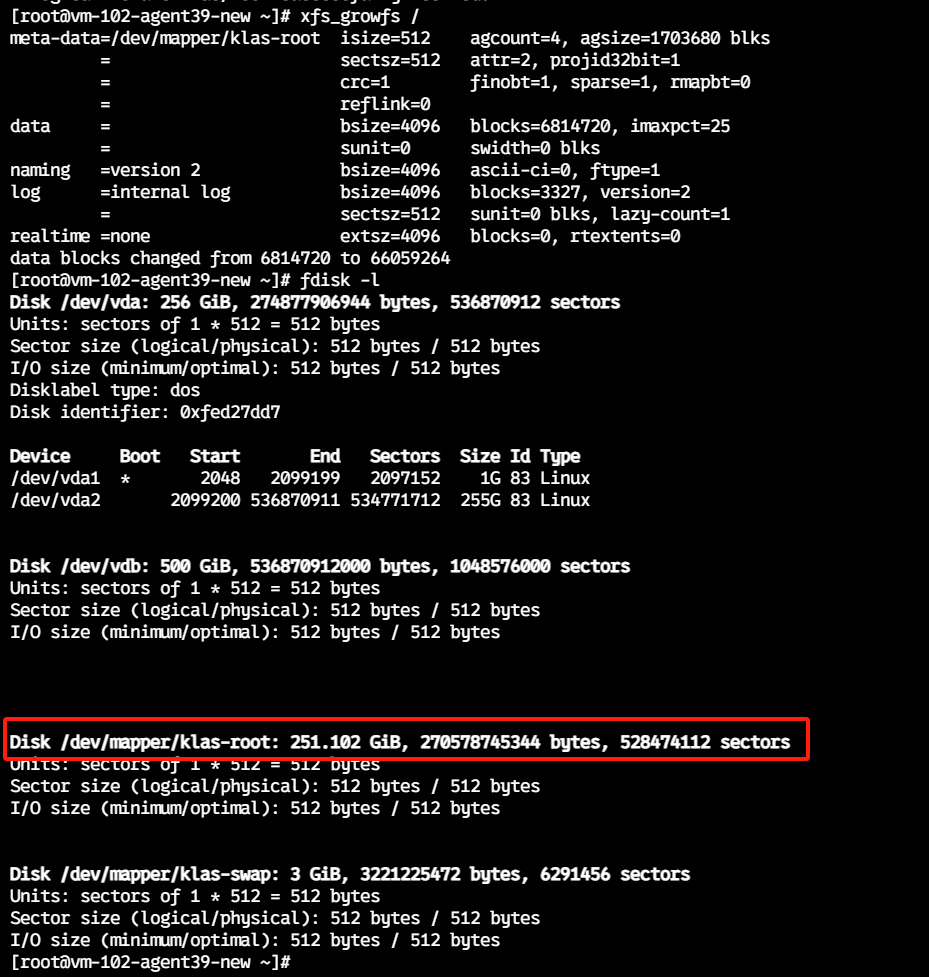 [root@vm-102-agent39-new ~]# xfs_growfs /
meta-data=/dev/mapper/klas-root  isize=512    agcount=4, agsize=1703680 blks
         =                       sectsz=512   attr=2, projid32bit=1
         =                       crc=1        finobt=1, sparse=1, rmapbt=0
         =                       reflink=0
data     =                       bsize=4096   blocks=6814720, imaxpct=25
         =                       sunit=0      swidth=0 blks
naming   =version 2              bsize=4096   ascii-ci=0, ftype=1
log      =internal log           bsize=4096   blocks=3327, version=2
         =                       sectsz=512   sunit=0 blks, lazy-count=1
realtime =none                   extsz=4096   blocks=0, rtextents=0
data blocks changed from 6814720 to 66059264
[root@vm-102-agent39-new ~]# fdisk -l
Disk /dev/vda: 256 GiB, 274877906944 bytes, 536870912 sectors
Units: sectors of 1 * 512 = 512 bytes
Sector size (logical/physical): 512 bytes / 512 bytes
I/O size (minimum/optimal): 512 bytes / 512 bytes
Disklabel type: dos
Disk identifier: 0xfed27dd7
Device     Boot   Start       End   Sectors  Size Id Type
/dev/vda1  *       2048   2099199   2097152    1G 83 Linux
/dev/vda2       2099200 536870911 534771712  255G 83 Linux
Disk /dev/vdb: 500 GiB, 536870912000 bytes, 1048576000 sectors
Units: sectors of 1 * 512 = 512 bytes
Sector size (logical/physical): 512 bytes / 512 bytes
I/O size (minimum/optimal): 512 bytes / 512 bytes
Disk /dev/mapper/klas-root: 251.102 GiB, 270578745344 bytes, 528474112 sectors
Units: sectors of 1 * 512 = 512 bytes
Sector size (logical/physical): 512 bytes / 512 bytes
I/O size (minimum/optimal): 512 bytes / 512 bytes
Disk /dev/mapper/klas-swap: 3 GiB, 3221225472 bytes, 6291456 sectors
Units: sectors of 1 * 512 = 512 bytes
Sector size (logical/physical): 512 bytes / 512 bytes
I/O size (minimum/optimal): 512 bytes / 512 bytes
[root@vm-102-agent39-new ~]#